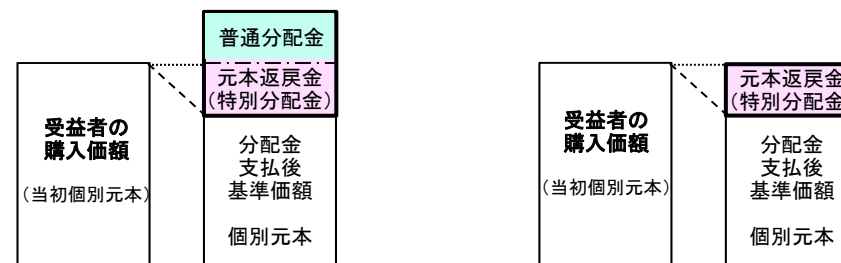 普通分配金
元本返戻金
(特別分配金)
受益者の
購入価額
(当初個別元本)
分配金
支払後
基準価額
個別元本
元本返戻金
(特別分配金
受益者の
購入価額
(当初個別元本)
分配金
支払後
基準価額
個別元本